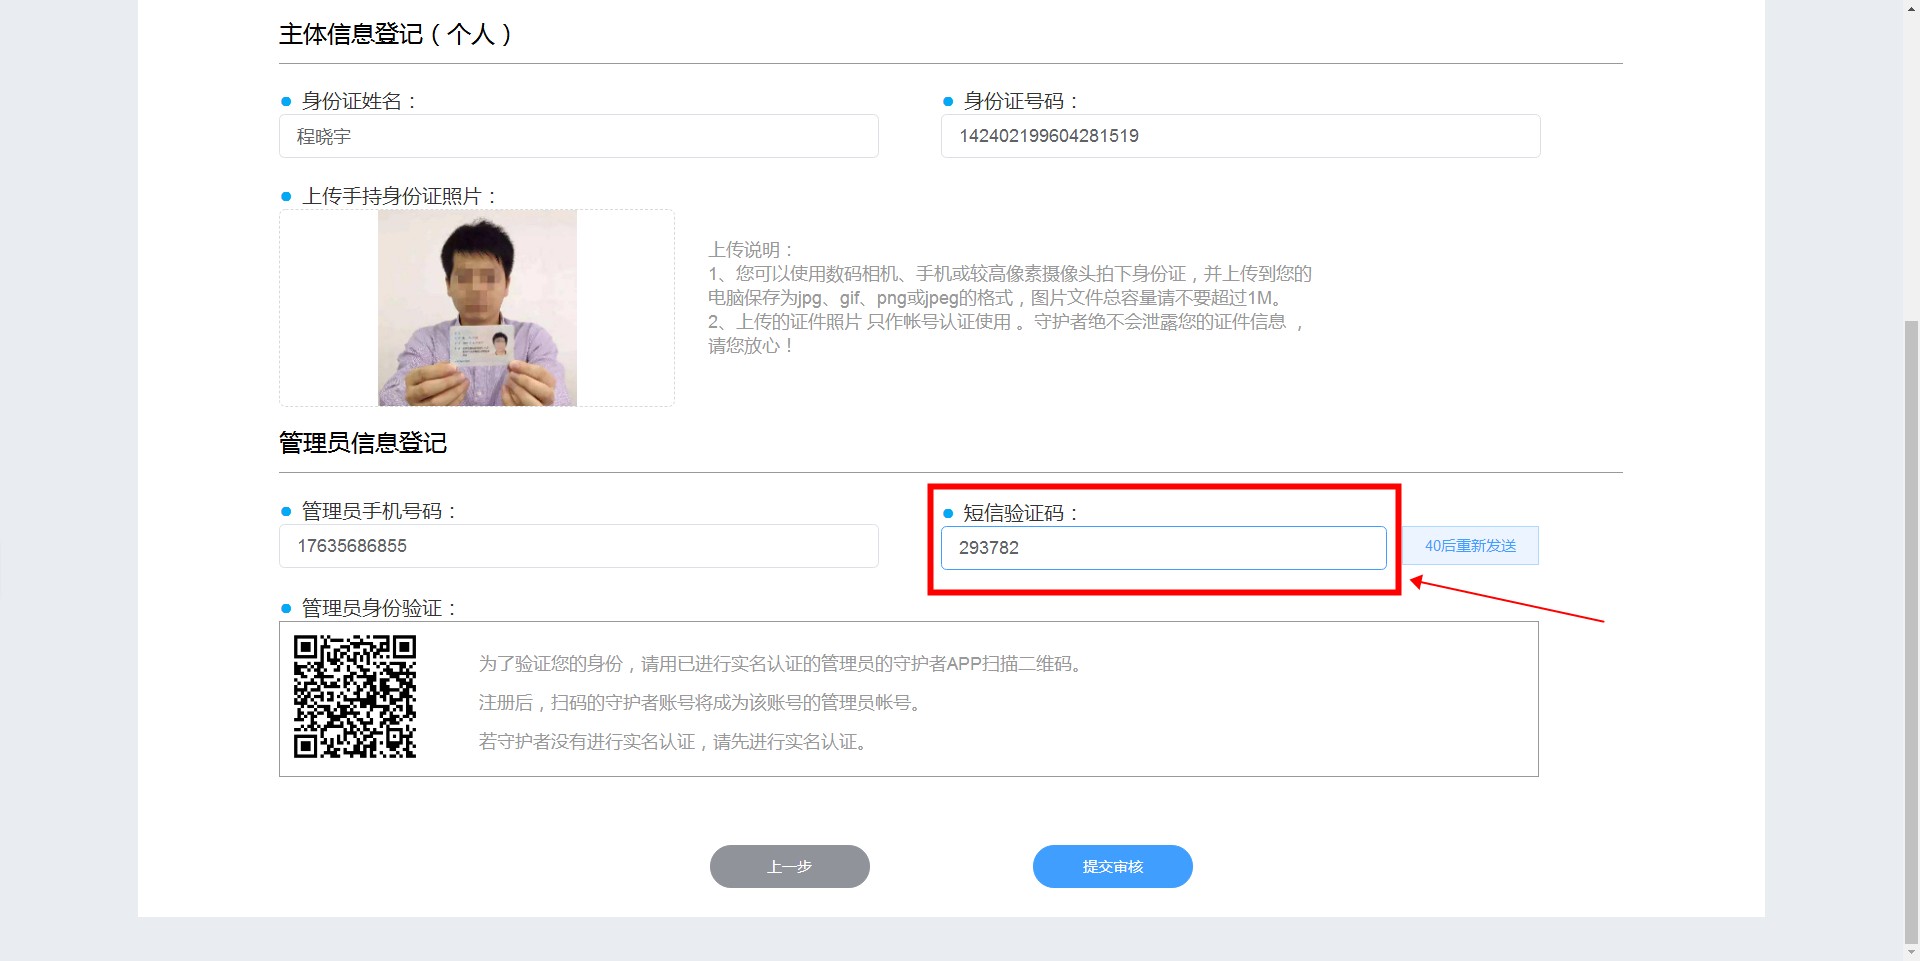 主体信息登记（个人）
身份证姓名：
身份证号码：
程晓宇
142402199604281519
上传手持身份证照片：
上传说明：
1、您可以使用数码相机、手机或较高像素摄像头拍下身份证，并上传到您的
电脑保存为jpg、gif、png或jpeg的格式，图片文件总容量请不要超过1M。
2、上传的证件照片 只作帐号认证使用 。守护者绝不会泄露您的证件信息 ，
请您放心！
管理员信息登记
管理员手机号码：
短信验证码：
17635686855
293782
40后重新发送
管理员身份验证：
为了验证您的身份，请用已进行实名认证的管理员的守护者APP扫描二维码。
注册后，扫码的守护者账号将成为该账号的管理员帐号。
若守护者没有进行实名认证，请先进行实名认证。
上一步
提交审核